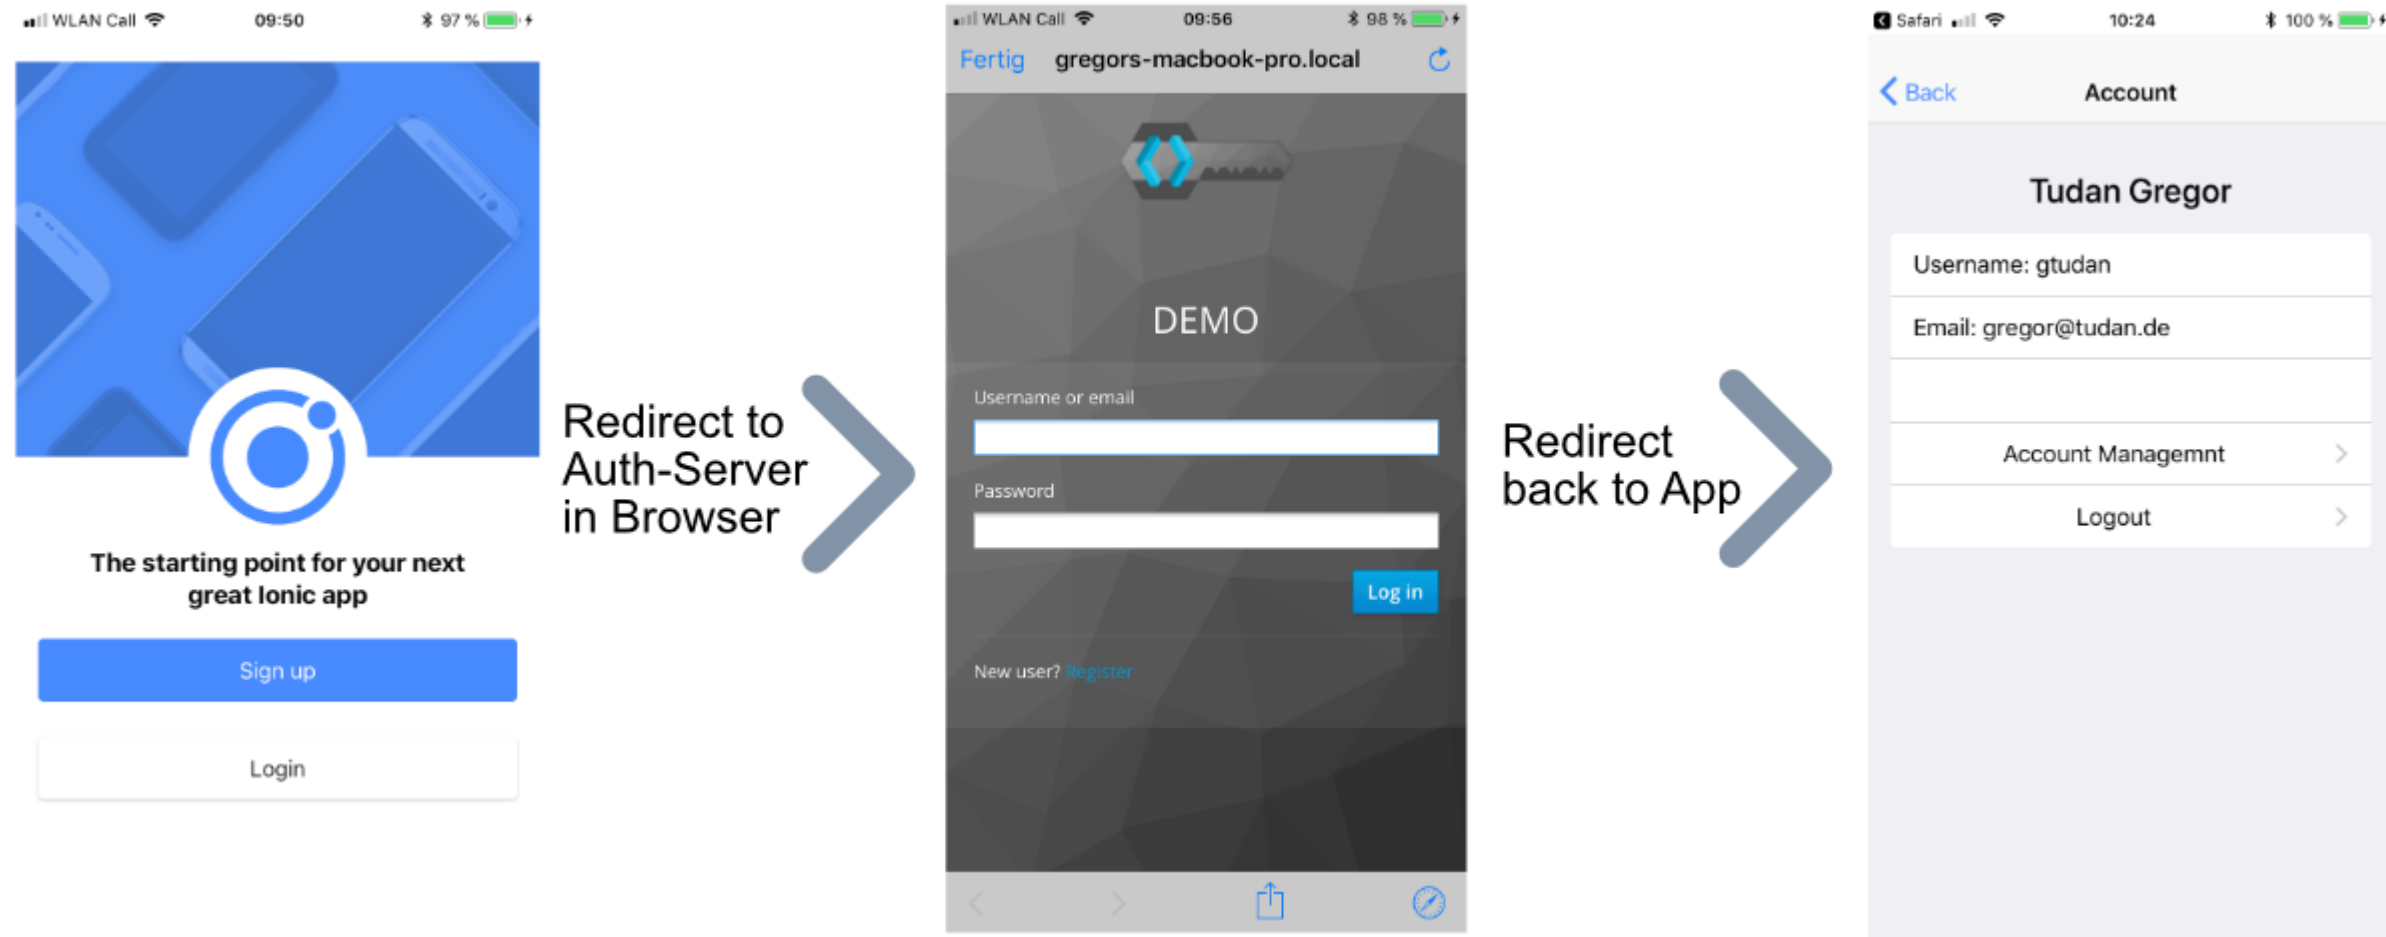 WLAN Call 09:50 97 %
The starting point for your next
great Ionic app
Sign up
Login
Redirect to
Auth-Server
in Browser
WLAN Call 09:56 98 %
Fertig gregors-macbook-pro.local
DEMO
Username or email
Password
Log in
New user? Register
Redirect
back to App
Safari 10:24 100 %
Back Account
Tudan Gregor
Username: gtudan
Email: gregor@tudan.de
Account Managemnt
Logout